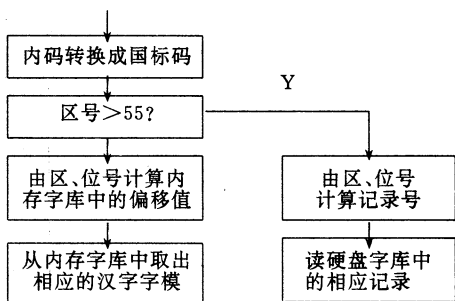 内码转换成国标码
Y
区号>55?
由区、位号计算内
存字库中的偏移值
由区、位号
计算记录号
从内存字库中取出
相应的汉字字模
读硬盘字库中
的相应记录